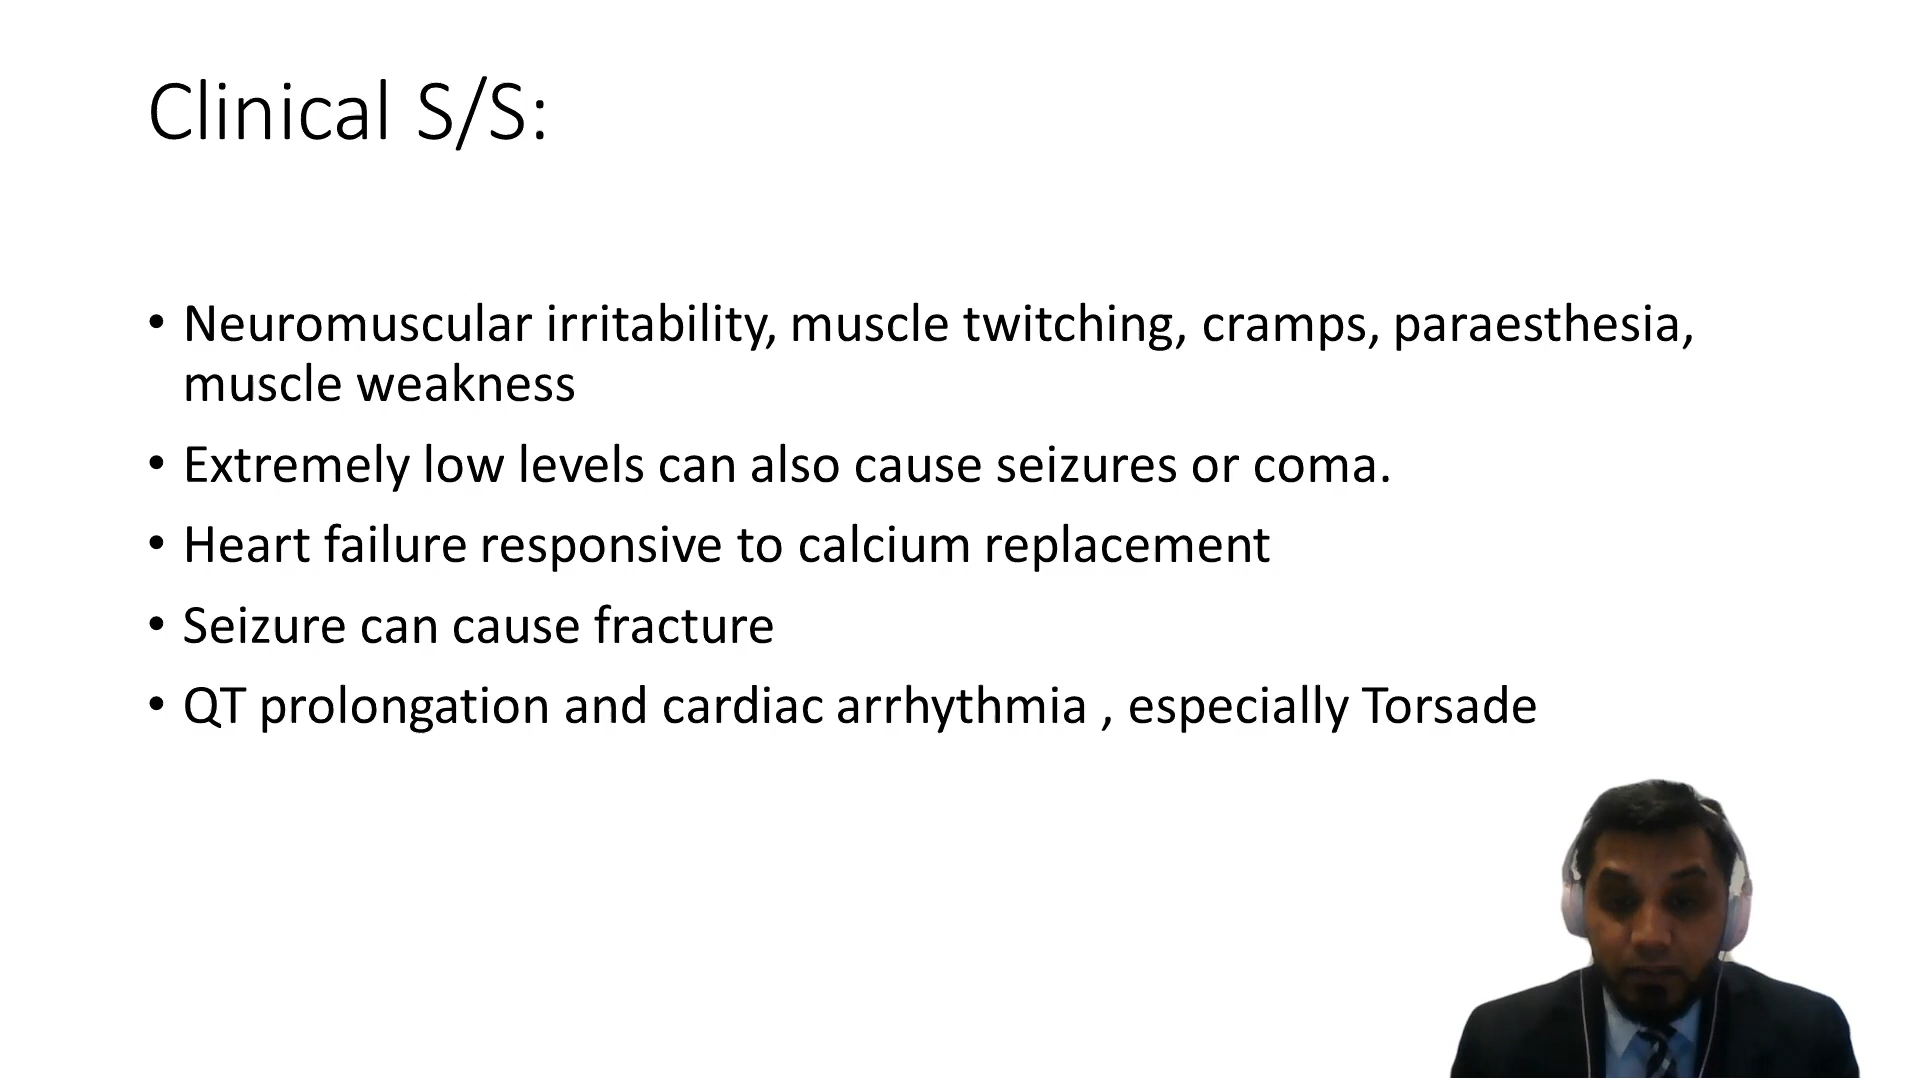 Clinical S/S:
• Neuromuscular irritability, muscle twitching, cramps, paraesthesia,
muscle weakness
• Extremely low levels can also cause seizures or coma.
• Heart failure responsive to calcium replacement
• Seizure can cause fracture
• QT prolongation and cardiac arrhythmia , especially Torsade